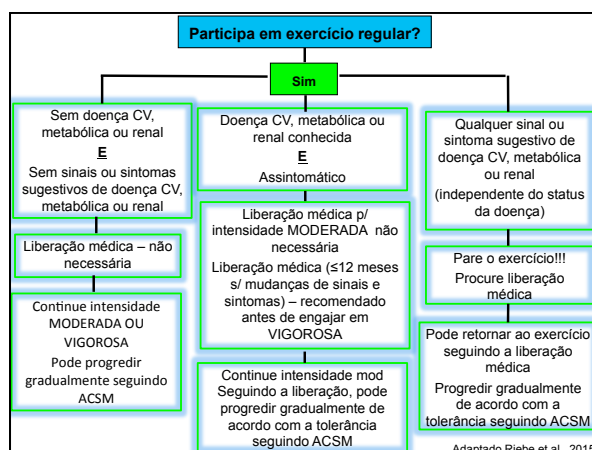 Participa em exercício regular?
Sim
Sem doença CV,
metabólica ou renal
E
Sem sinais ou sintomas
sugestivos de doença CV,
metabólica ou renal
Liberação médica – não
necessária
Continue intensidade
MODERADA OU
VIGOROSA
Pode progredir
gradualmente seguindo
ACSM
Doença CV, metabólica ou
renal conhecida
E
Assintomático
Liberação médica p/
intensidade MODERADA não
necessária
Liberação médica (≤12 meses
s/ mudanças de sinais e
sintomas) – recomendado
antes de engajar em
VIGOROSA
Continue intensidade mod
Seguindo a liberação, pode
progredir gradualmente de
acordo com a tolerância
seguindo ACSM
Qualquer sinal ou
sintoma sugestivo de
doença CV, metabólica
ou renal
(independente do status
da doença)
Pare o exercício!!!
Procure liberação
médica
Pode retornar ao exercício
seguindo a liberação
médica
Progredir gradualmente
de acordo com a
tolerância seguindo ACSM
Adaptado Riebe et al., 2015